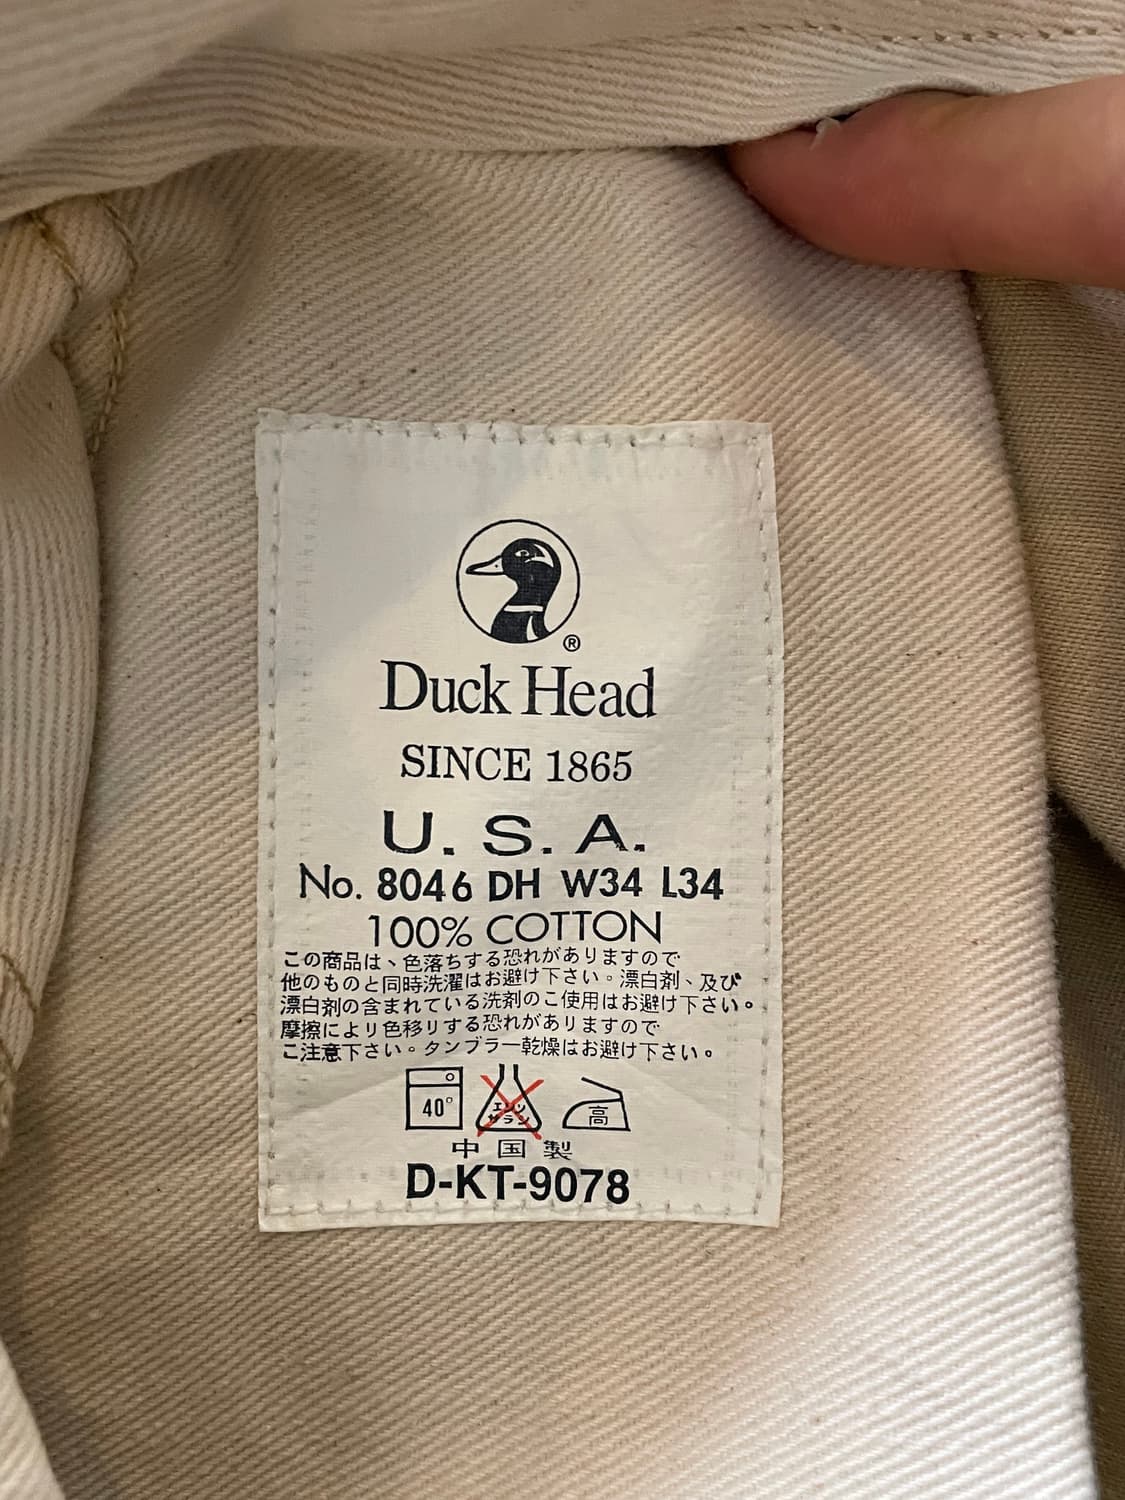 ®
Duck Head
SINCE 1865
U. S. A.
No. 8046 DH W34 L34
100% COTTON
この商品は、色落ちする恐れがありますので
他のものと同時洗濯はお避け下さい。漂白剤、及び
漂白剤の含まれている洗剤のご使用はお避け下さい。
摩擦により色移りする恐れがありますので
ご注意下さい。タンブラー乾燥はお避け下さい。
40° エンソ サラシ 高
中国製
D-KT-9078